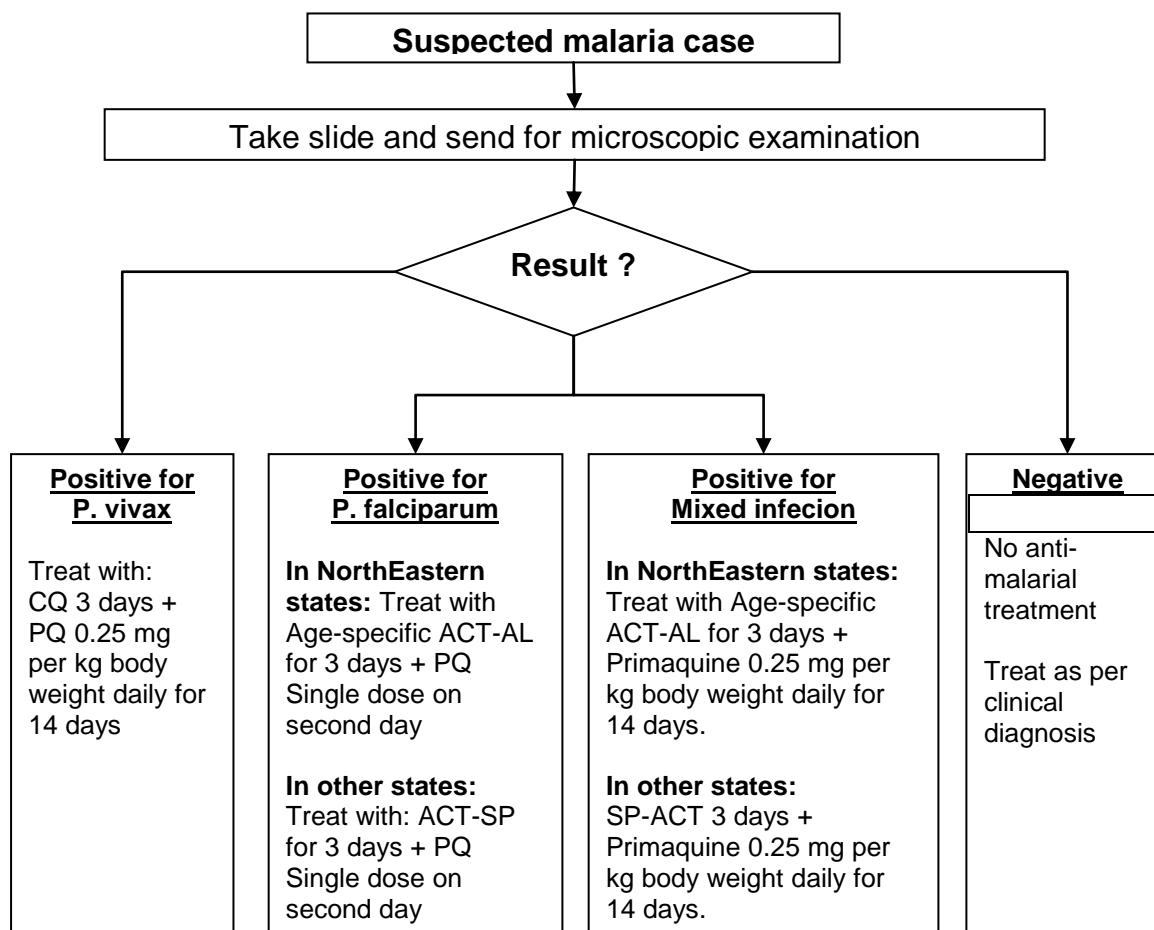 Suspected malaria case
Take slide and send for microscopic examination
Result ?
Positive for
P. vivax
Treat with:
CQ 3 days +
PQ 0.25 mg
per kg body
weight daily for
14 days
Positive for
P. falciparum
In NorthEastern
states: Treat with
Age-specific ACT-AL
for 3 days + PQ
Single dose on
second day
In other states:
Treat with: ACT-SP
for 3 days + PQ
Single dose on
second day
Positive for
Mixed infecion
In NorthEastern states:
Treat with Age-specific
ACT-AL for 3 days +
Primaquine 0.25 mg per
kg body weight daily for
14 days.
In other states:
SP-ACT 3 days +
Primaquine 0.25 mg per
kg body weight daily for
14 days.
Negative
No anti-
malarial
treatment
Treat as per
clinical
diagnosis